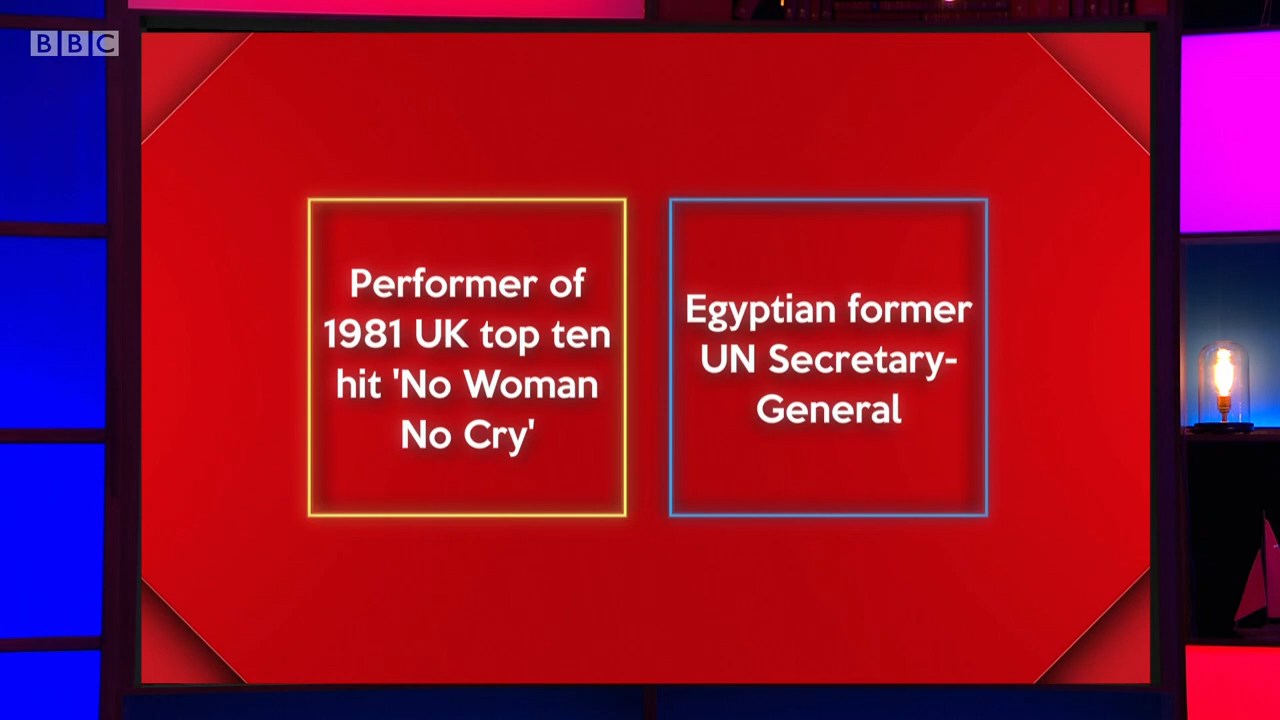 BBC
Performer of
1981 UK top ten
hit 'No Woman
No Cry'
Egyptian former
UN Secretary-
General